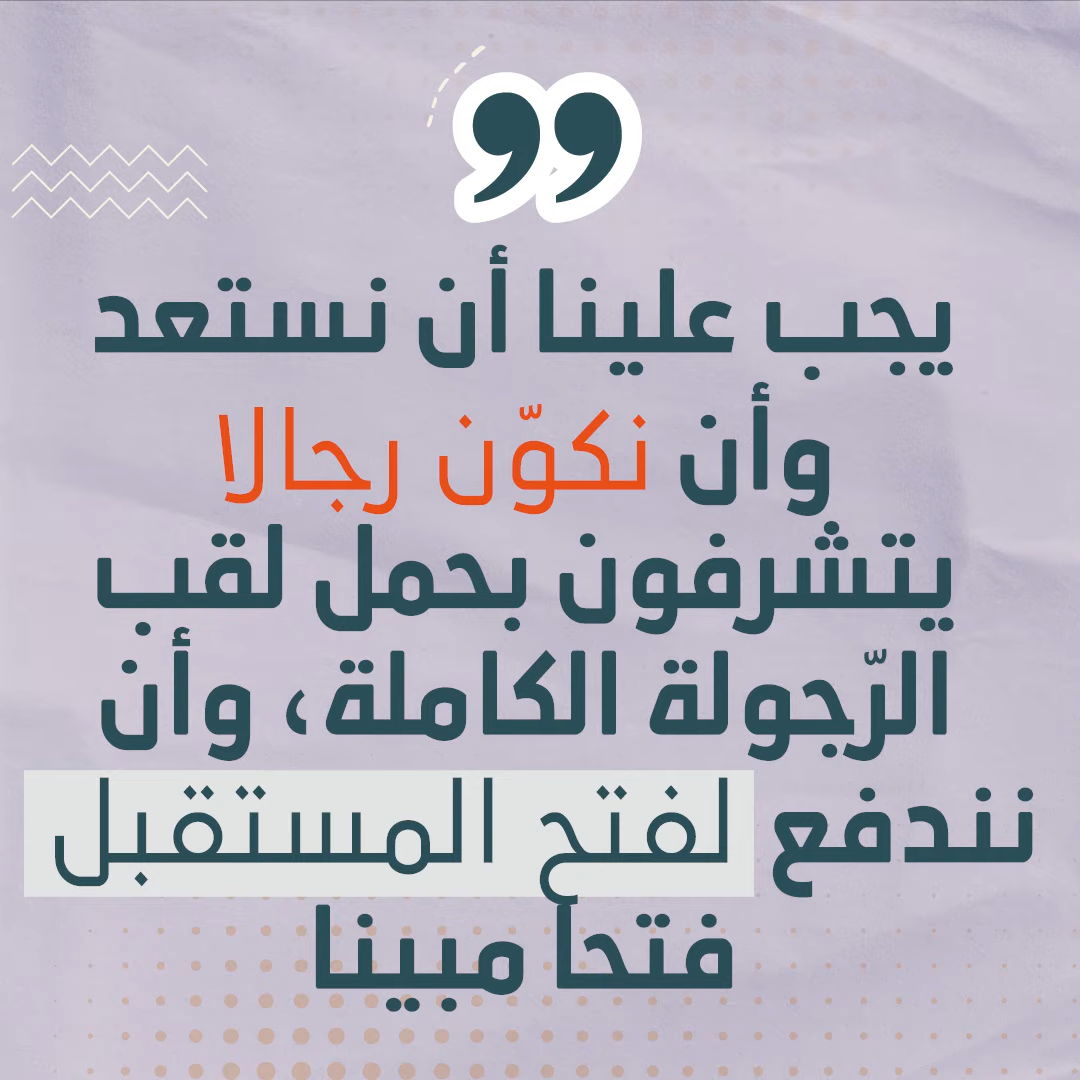 يجب علينا أن نستعد
وأن نكوّن رجالا
يتشرفون بحمل لقب
الرّجولة الكاملة، وأن
نندفع لفتح المستقبل
فتحا مبينا